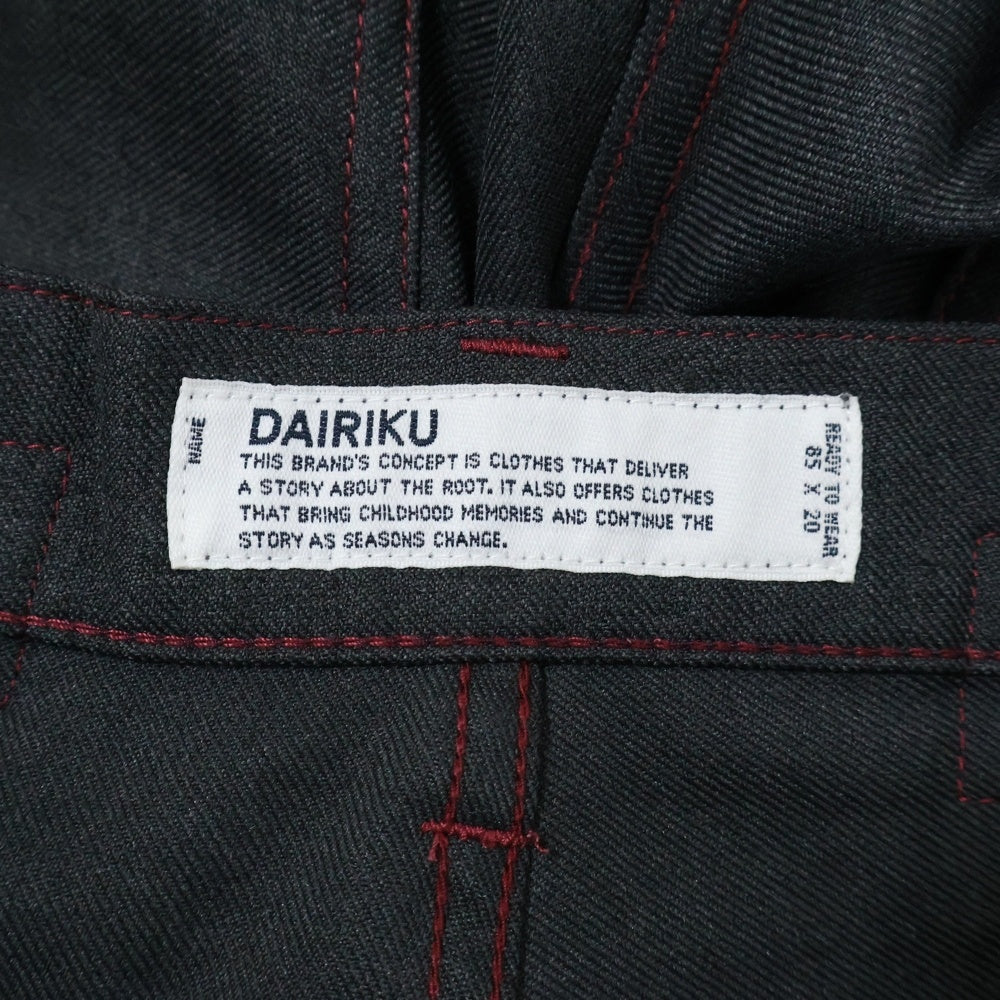 NAME
DAIRIKU
THIS BRAND'S CONCEPT IS CLOTHES THAT DELIVER
A STORY ABOUT THE ROOT. IT ALSO OFFERS CLOTHES
THAT BRING CHILDHOOD MEMORIES AND CONTINUE THE
STORY AS SEASONS CHANGE.
READY TO WEAR
85 X 20